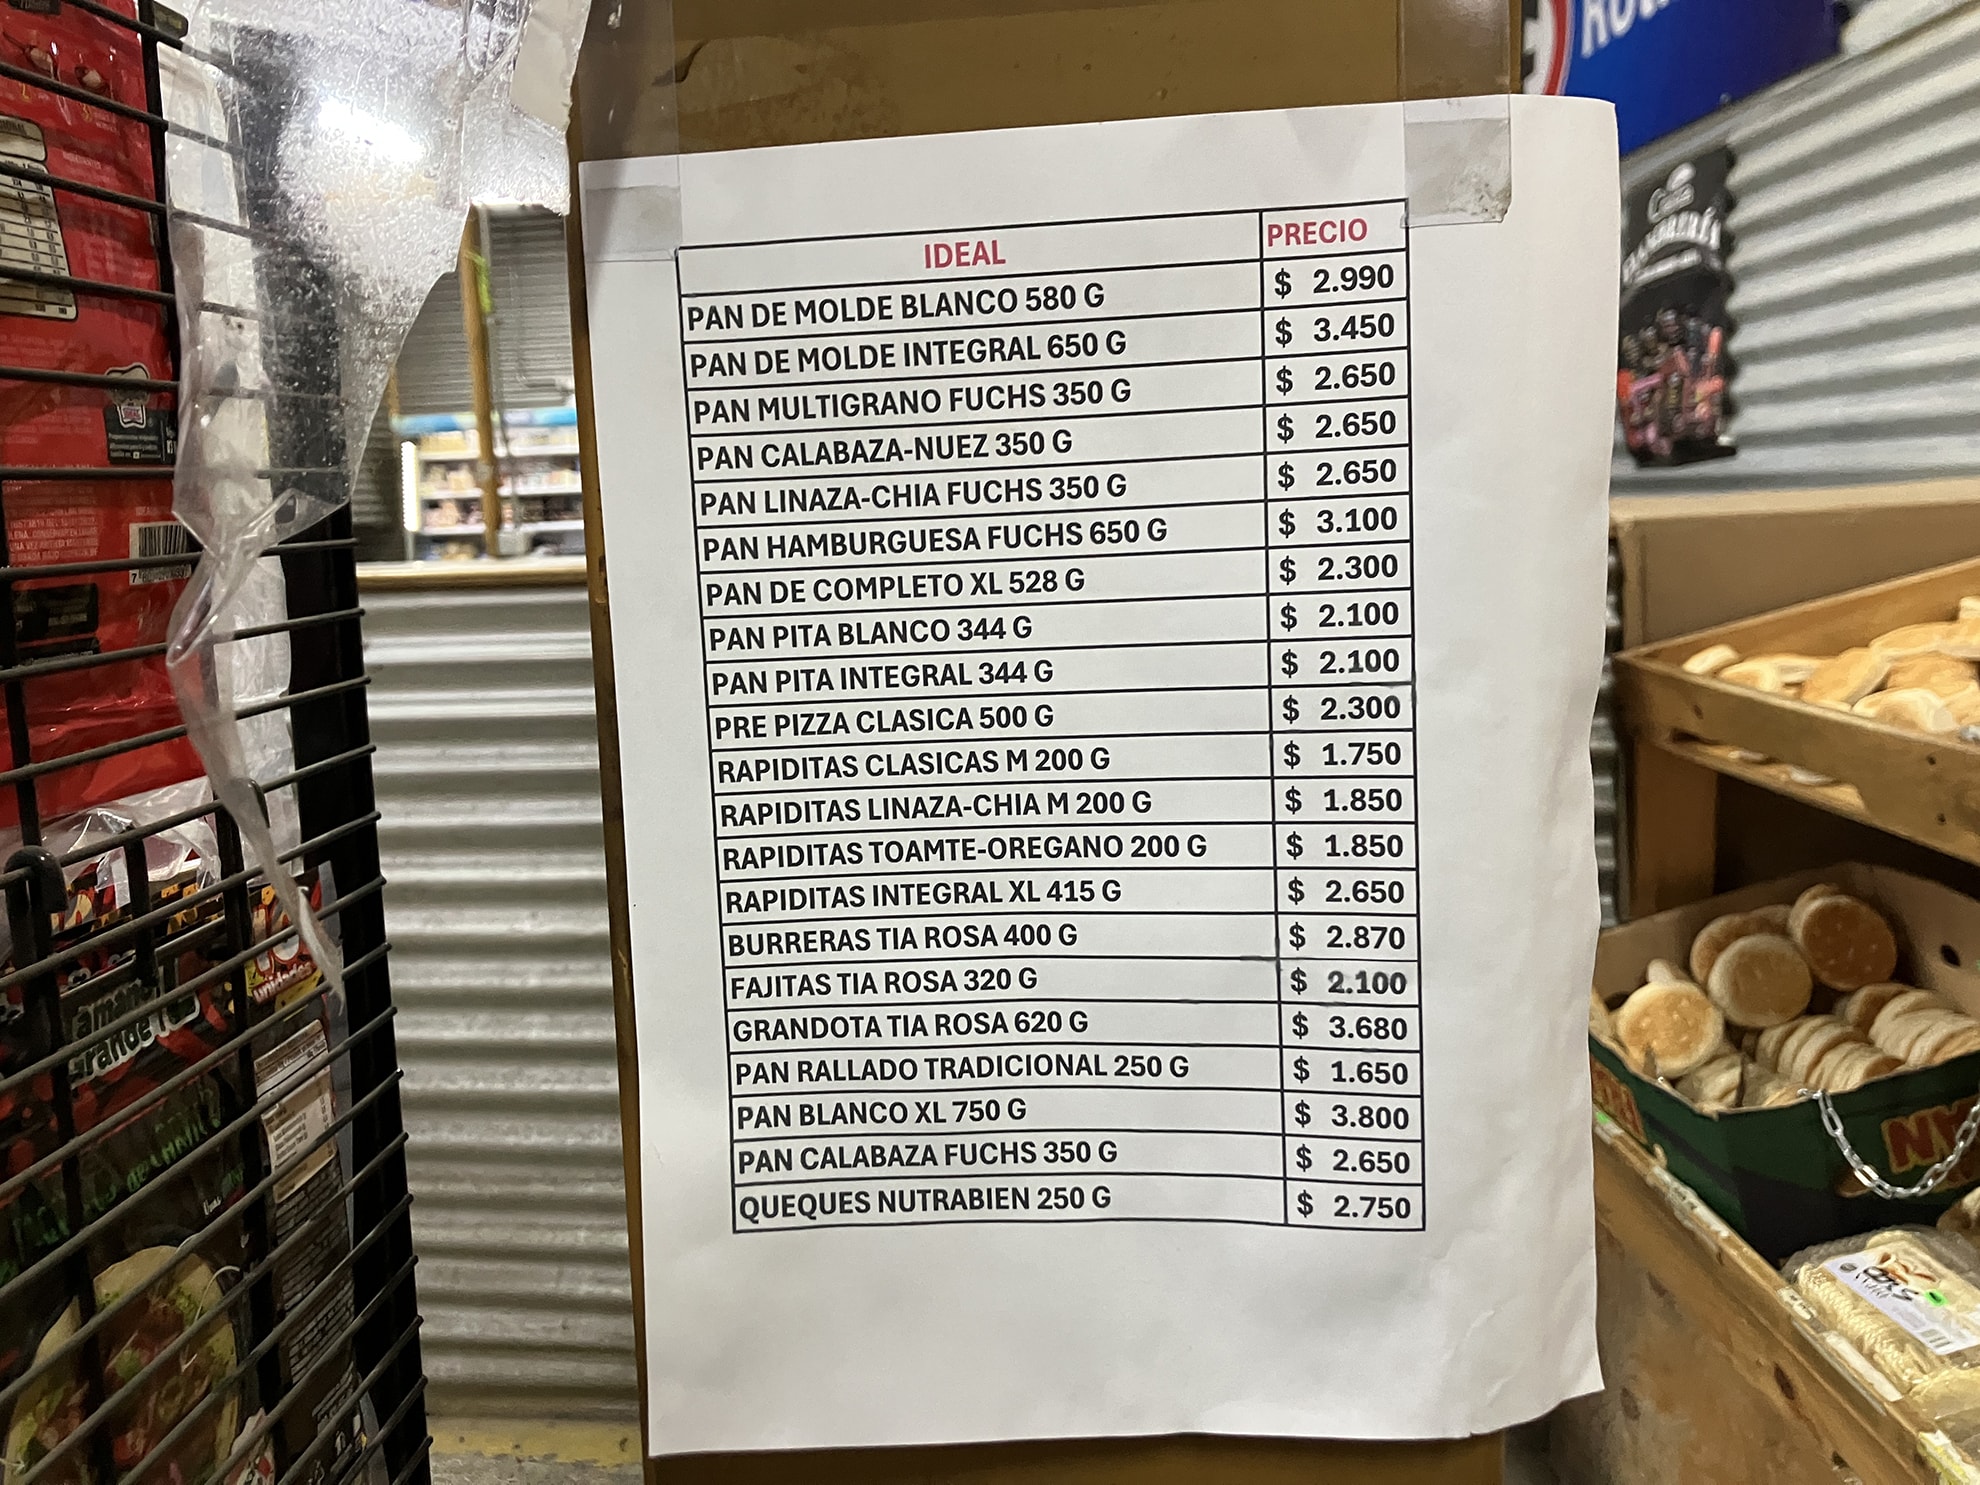 IDEAL PRECIO
PAN DE MOLDE BLANCO 580 G $ 2.990
PAN DE MOLDE INTEGRAL 650 G $ 3.450
PAN MULTIGRANO FUCHS 350 G $ 2.650
PAN CALABAZA-NUEZ 350 G $ 2.650
PAN LINAZA-CHIA FUCHS 350 G $ 2.650
PAN HAMBURGUESA FUCHS 650 G $ 3.100
PAN DE COMPLETO XL 528 G $ 2.300
PAN PITA BLANCO 344 G $ 2.100
PAN PITA INTEGRAL 344 G $ 2.100
PRE PIZZA CLASICA 500 G $ 2.300
RAPIDITAS CLASICAS M 200 G $ 1.750
RAPIDITAS LINAZA-CHIA M 200 G $ 1.850
RAPIDITAS TOAMTE-OREGANO 200 G $ 1.850
RAPIDITAS INTEGRAL XL 415 G $ 2.650
BURRERAS TIA ROSA 400 G $ 2.870
FAJITAS TIA ROSA 320 G $ 2.100
GRANDOTA TIA ROSA 620 G $ 3.680
PAN RALLADO TRADICIONAL 250 G $ 1.650
PAN BLANCO XL 750 G $ 3.800
PAN CALABAZA FUCHS 350 G $ 2.650
QUEQUES NUTRABIEN 250 G $ 2.750
unidades